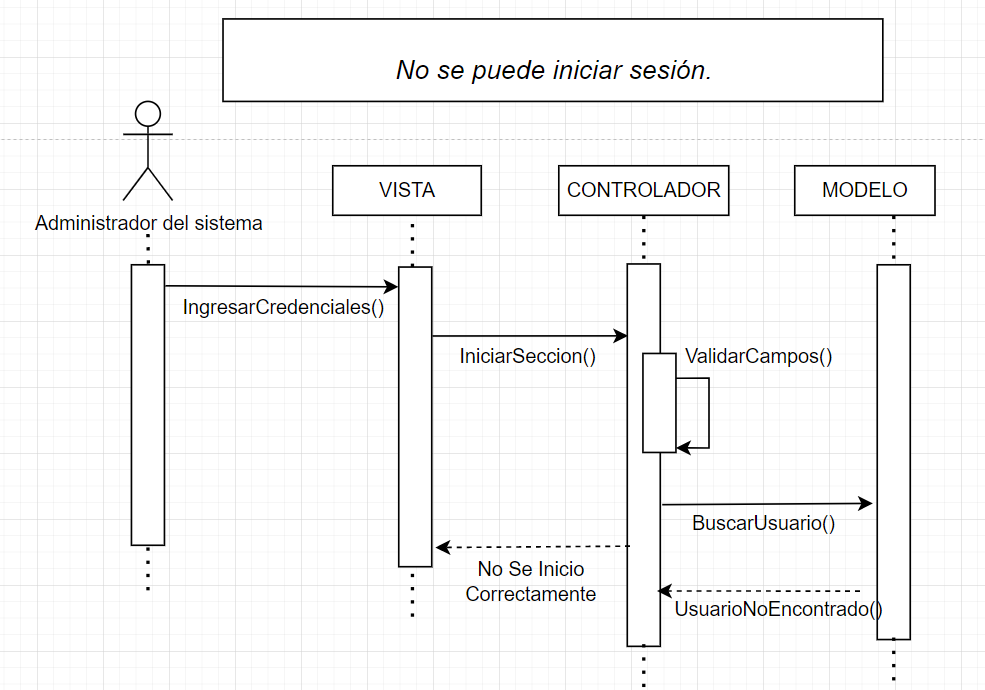 No se puede iniciar sesión.
Administrador del sistema
VISTA
CONTROLADOR
MODELO
IngresarCredenciales()
IniciarSeccion()
ValidarCampos()
BuscarUsuario()
No Se Inicio
Correctamente
UsuarioNoEncontrado()